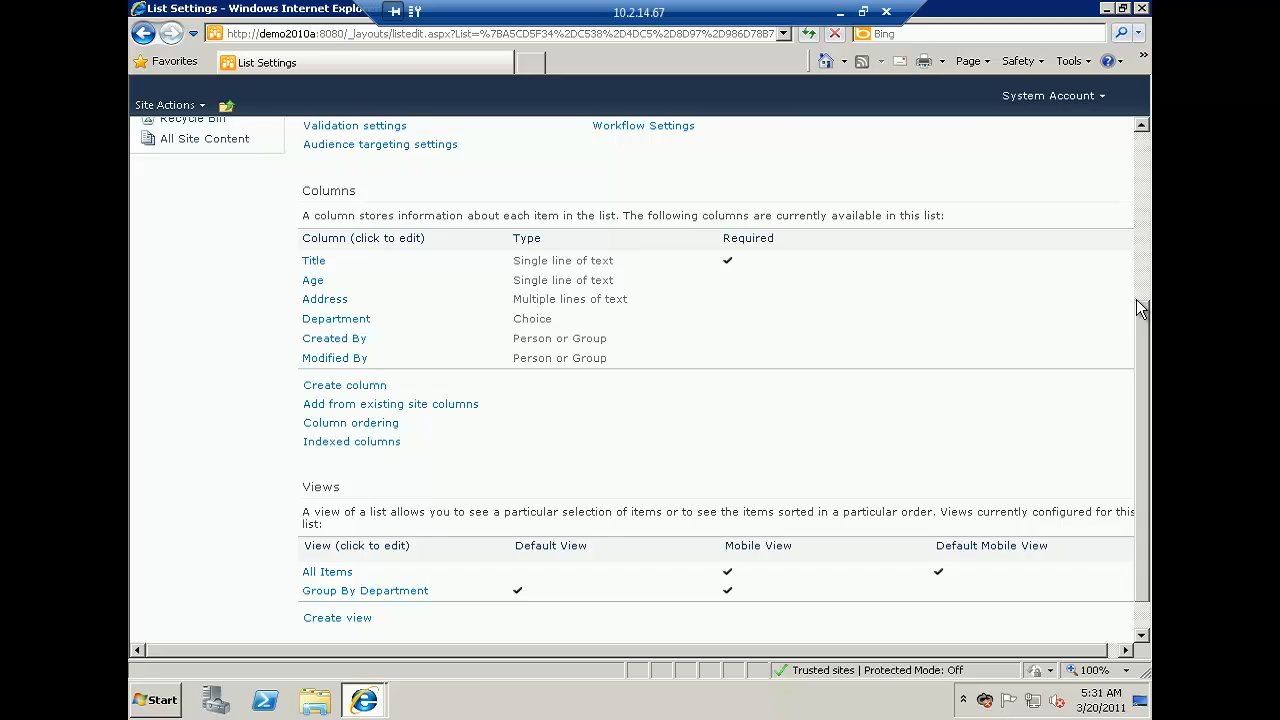 List Settings - Windows Internet Explo
10.2.14.67
http://demo2010a:8080/_layouts/listedit.aspx?List=%7BA5CD5F34%2DC538%2D4DC5%2D8D
Bing
Favorites
List Settings
Page
Safety
Tools
Site Actions
System Account
Recycle Bin
All Site Content
Validation settings
Workflow Settings
Audience targeting settings
Columns
A column stores information about each item in the list. The following columns are currently available in this list:
Column (click to edit) Type Required
Title Single line of text
Age Single line of text
Address Multiple lines of text
Department Choice
Created By Person or Group
Modified By Person or Group
Create column
Add from existing site columns
Column ordering
Indexed columns
Views
A view of a list allows you to see a particular selection of items or to see the items sorted in a particular order. Views currently configured for this
list:
View (click to edit) Default View Mobile View Default Mobile View
All Items
Group By Department
Create view
Trusted sites | Protected Mode: Off
100%
Start
5:31 AM
3/20/2011